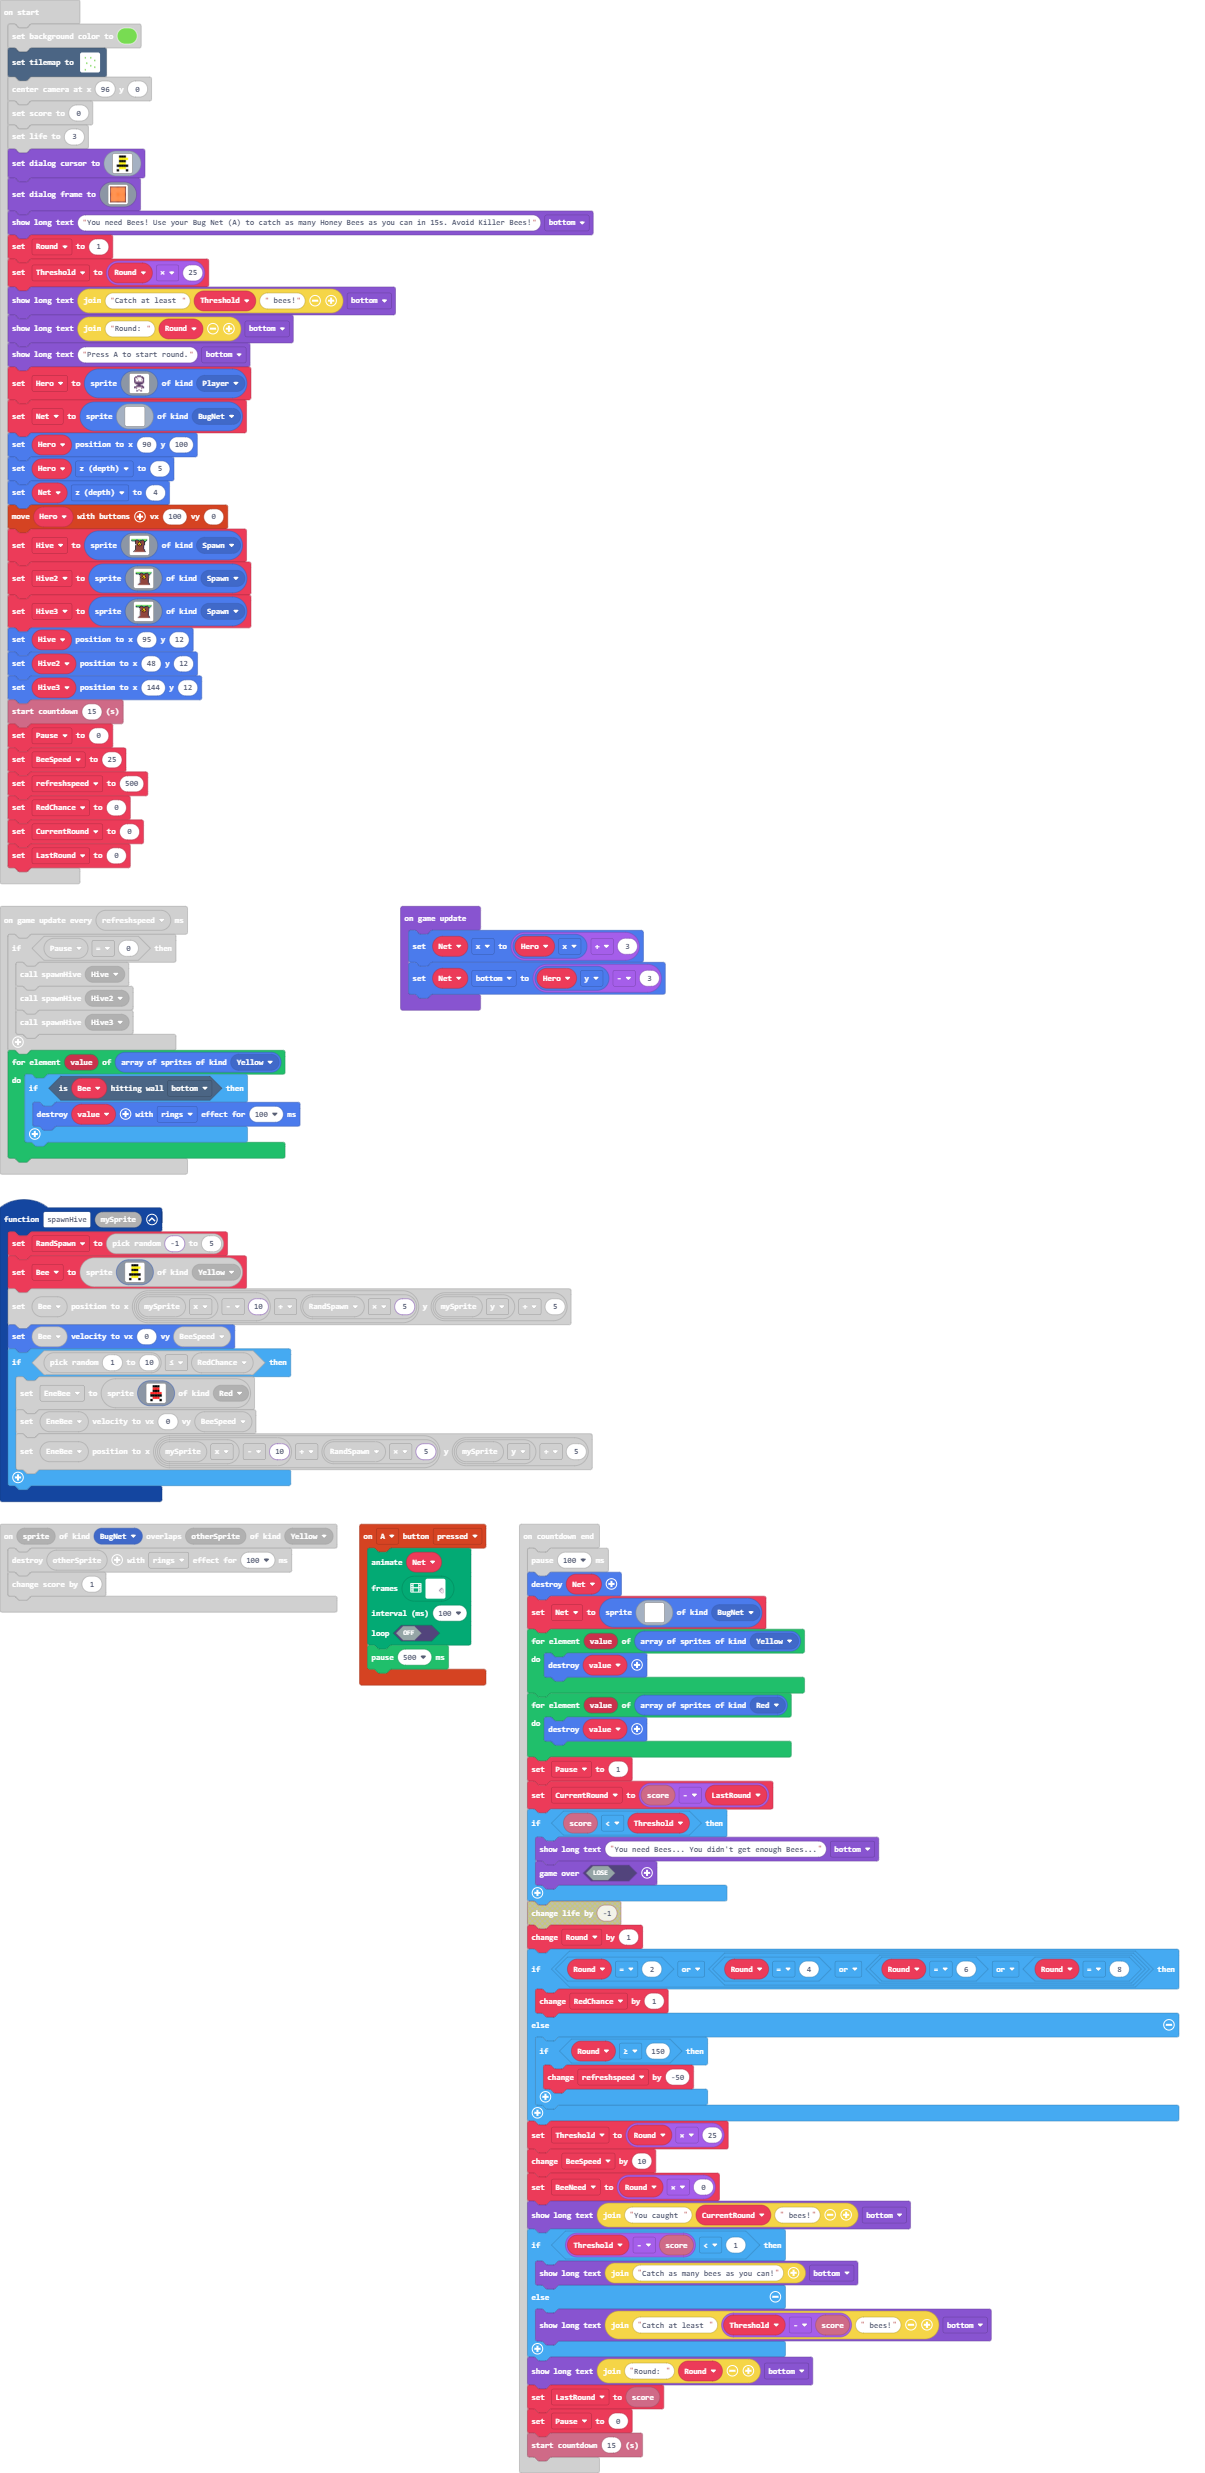 on start
set background color to
set tilemap to
center camera at x 96 y 0
set score to 0
set life to 3
set dialog cursor to
set dialog frame to
show long text "You need Bees! Use your Bug Net (A) to catch as many Honey Bees as you can in 15s. Avoid Killer Bees!" bottom
set Round to 1
set Threshold to Round × 25
show long text join "Catch at least " Threshold " bees!" bottom
show long text join "Round: " Round bottom
show long text "Press A to start round." bottom
set Hero to sprite of kind Player
set Net to sprite of kind BugNet
set Hero position to x 90 y 100
set Hero z (depth) to 5
set Net z (depth) to 4
move Hero with buttons vx 100 vy 0
set Hive to sprite of kind Spawn
set Hive2 to sprite of kind Spawn
set Hive3 to sprite of kind Spawn
set Hive position to x 95 y 12
set Hive2 position to x 48 y 12
set Hive3 position to x 144 y 12
start countdown 15 (s)
set Pause to 0
set BeeSpeed to 25
set refreshspeed to 500
set RedChance to 0
set CurrentRound to 0
set LastRound to 0
on game update every refreshspeed ms
if Pause = 0 then
call spawnHive Hive
call spawnHive Hive2
call spawnHive Hive3
for element value of array of sprites of kind Yellow
do if is Bee hitting wall bottom then
destroy value with rings effect for 100 ms
on game update
set Net x to Hero x + 3
set Net bottom to Hero y - 3
function spawnHive mySprite
set RandSpawn to pick random -1 to 5
set Bee to sprite of kind Yellow
set Bee position to x mySprite x - 10 + RandSpawn × 5 y mySprite y + 5
set Bee velocity to vx 0 vy BeeSpeed
if pick random 1 to 10 ≤ RedChance then
set EneBee to sprite of kind Red
set EneBee velocity to vx 0 vy BeeSpeed
set EneBee position to x mySprite x - 10 + RandSpawn × 5 y mySprite y + 5
on sprite of kind BugNet overlaps otherSprite of kind Yellow
destroy otherSprite with rings effect for 100 ms
change score by 1
on A button pressed
animate Net
frames
interval (ms) 100
loop OFF
pause 500 ms
on countdown end
pause 100 ms
destroy Net
set Net to sprite of kind BugNet
for element value of array of sprites of kind Yellow
do destroy value
for element value of array of sprites of kind Red
do destroy value
set Pause to 1
set CurrentRound to score - LastRound
if score < Threshold then
show long text "You need Bees... You didn't get enough Bees..." bottom
game over LOSE
change life by -1
change Round by 1
if Round = 2 or Round = 4 or Round = 6 or Round = 8 then
change RedChance by 1
else
if Round ≥ 150 then
change refreshspeed by -50
set Threshold to Round × 25
change BeeSpeed by 10
set BeeNeed to Round × 0
show long text join "You caught " CurrentRound " bees!" bottom
if Threshold - score < 1 then
show long text join "Catch as many bees as you can!" bottom
else
show long text join "Catch at least " Threshold - score " bees!" bottom
show long text join "Round: " Round bottom
set LastRound to score
set Pause to 0
start countdown 15 (s)